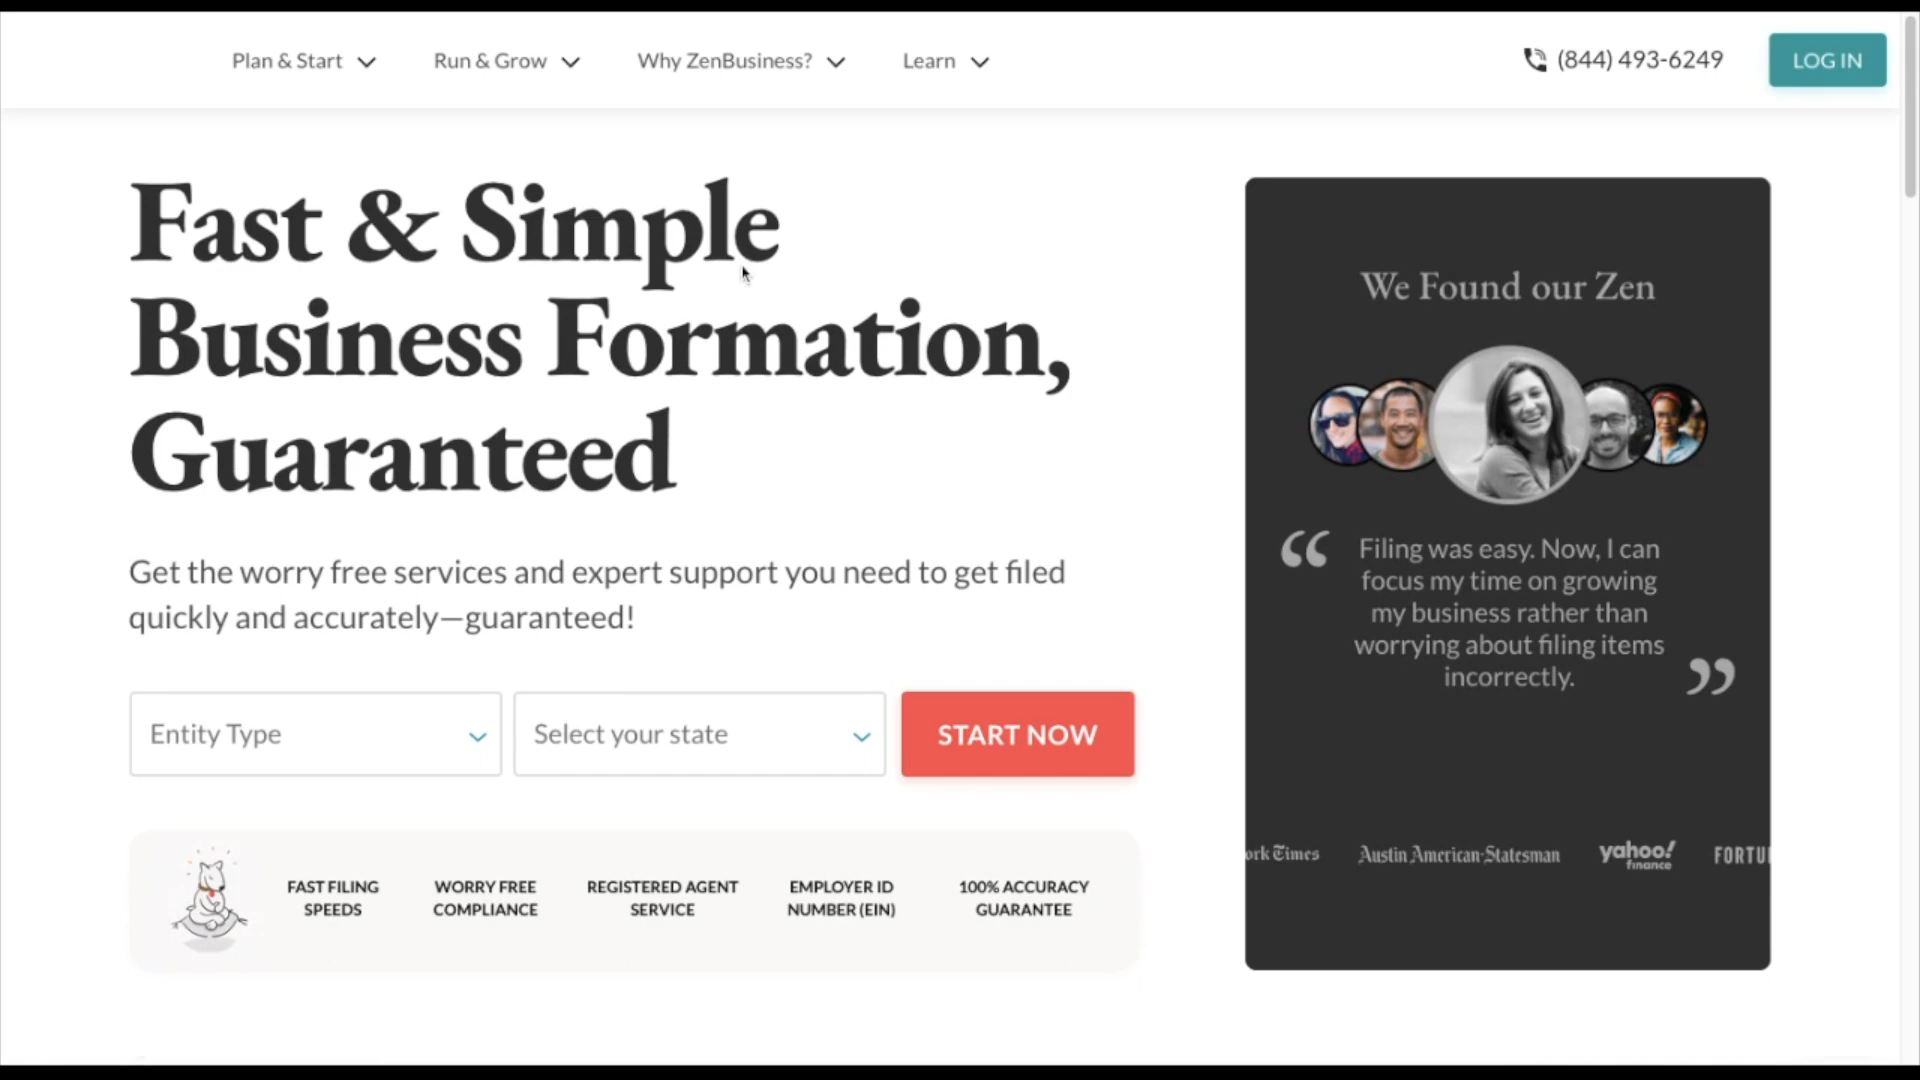 Plan & Start
Run & Grow
Why ZenBusiness?
Learn
(844) 493-6249
LOG IN
Fast & Simple
Business Formation,
Guaranteed
Get the worry free services and expert support you need to get filed
quickly and accurately—guaranteed!
Entity Type
Select your state
START NOW
FAST FILING
SPEEDS
WORRY FREE
COMPLIANCE
REGISTERED AGENT
SERVICE
EMPLOYER ID
NUMBER (EIN)
100% ACCURACY
GUARANTEE
We Found our Zen
“ Filing was easy. Now, I can
focus my time on growing
my business rather than
worrying about filing items
incorrectly. ”
ork Times
Austin American-Statesman
yahoo!
finance
FORTU